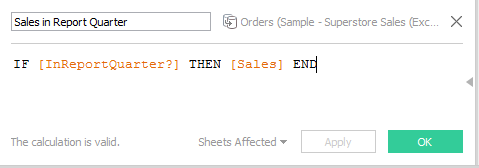 Sales in Report Quarter
Orders (Sample - Superstore Sales (Exc...
IF [InReportQuarter?] THEN [Sales] END
The calculation is valid.
Sheets Affected
Apply
OK